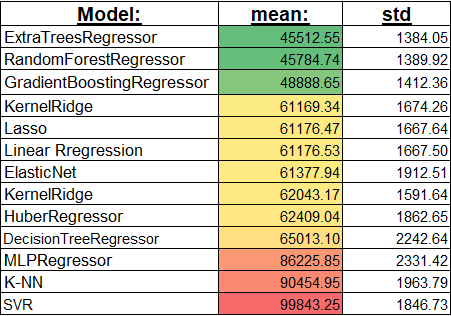 Model: mean: std
ExtraTreesRegressor 45512.55 1384.05
RandomForestRegressor 45784.74 1389.92
GradientBoostingRegressor 48888.65 1412.36
KernelRidge 61169.34 1674.26
Lasso 61176.47 1667.64
Linear Rregression 61176.53 1667.50
ElasticNet 61377.94 1912.51
KernelRidge 62043.17 1591.64
HuberRegressor 62409.04 1862.65
DecisionTreeRegressor 65013.10 2242.64
MLPRegressor 86225.85 2331.42
K-NN 90454.95 1963.79
SVR 99843.25 1846.73